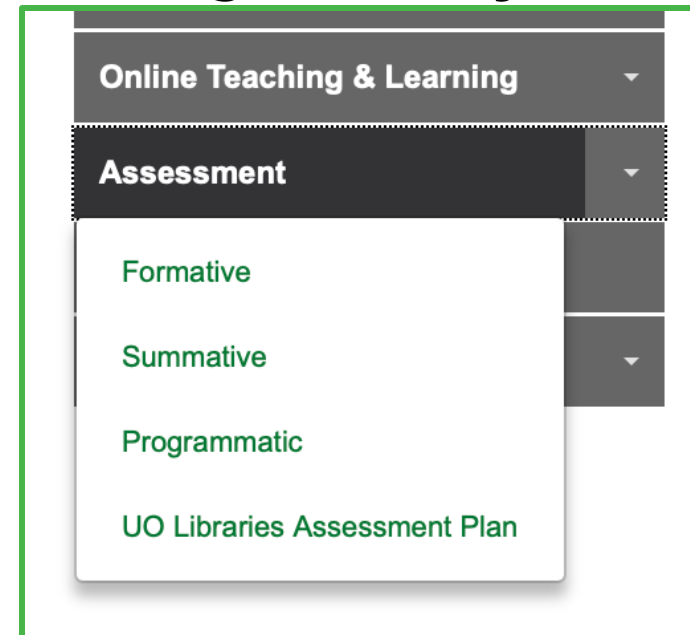 Online Teaching & Learning
Assessment
Formative
Summative
Programmatic
UO Libraries Assessment Plan